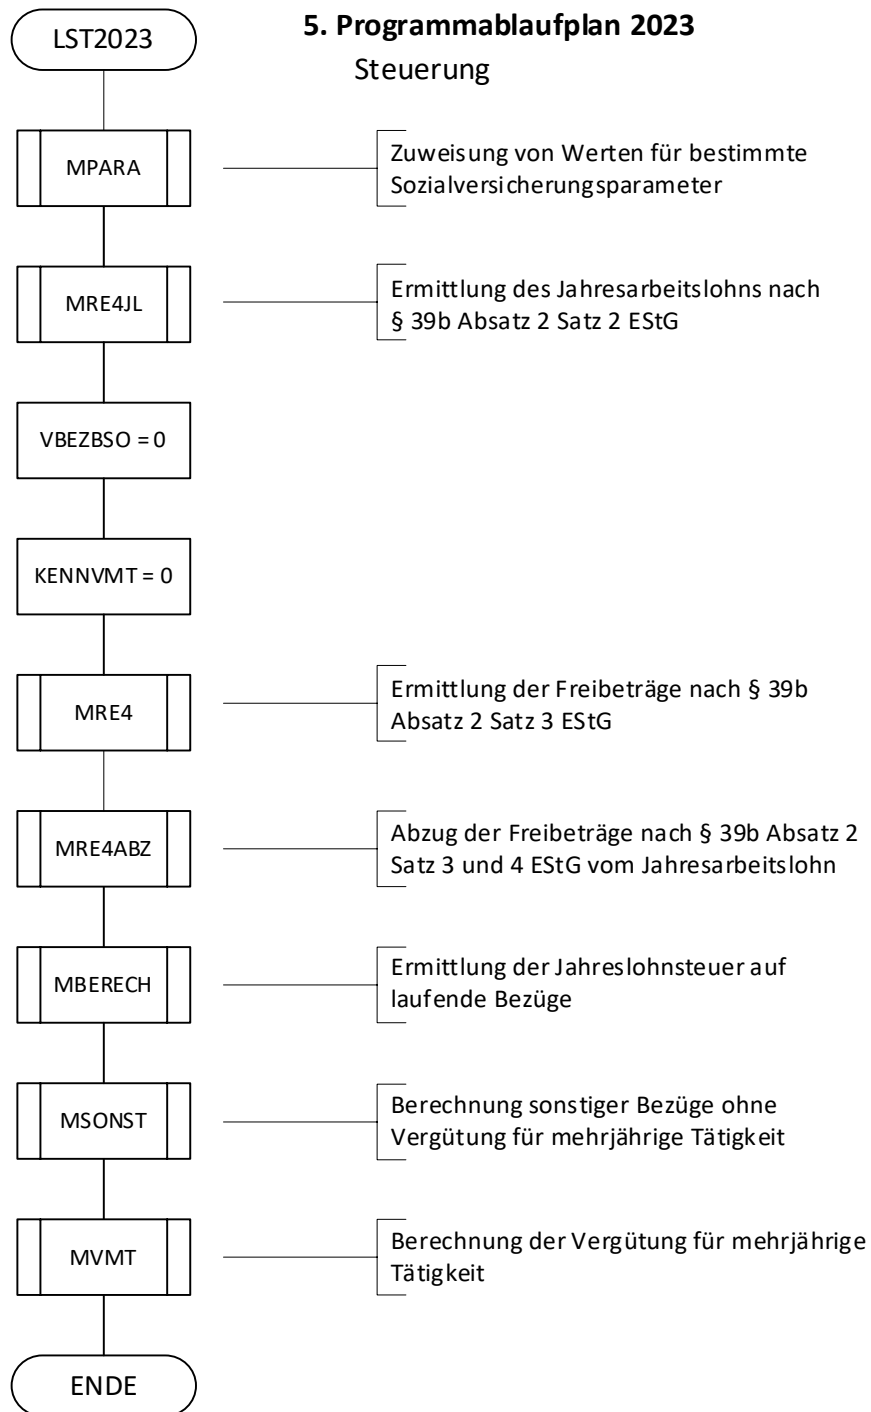 LST2023
5. Programmablaufplan 2023
Steuerung
MPARA
Zuweisung von Werten für bestimmte
Sozialversicherungsparameter
MRE4JL
Ermittlung des Jahresarbeitslohns nach
§ 39b Absatz 2 Satz 2 EStG
VBEZBSO = 0
KENNVMT = 0
MRE4
Ermittlung der Freibeträge nach § 39b
Absatz 2 Satz 3 EStG
MRE4ABZ
Abzug der Freibeträge nach § 39b Absatz 2
Satz 3 und 4 EStG vom Jahresarbeitslohn
MBERECH
Ermittlung der Jahreslohnsteuer auf
laufende Bezüge
MSONST
Berechnung sonstiger Bezüge ohne
Vergütung für mehrjährige Tätigkeit
MVMT
Berechnung der Vergütung für mehrjährige
Tätigkeit
ENDE